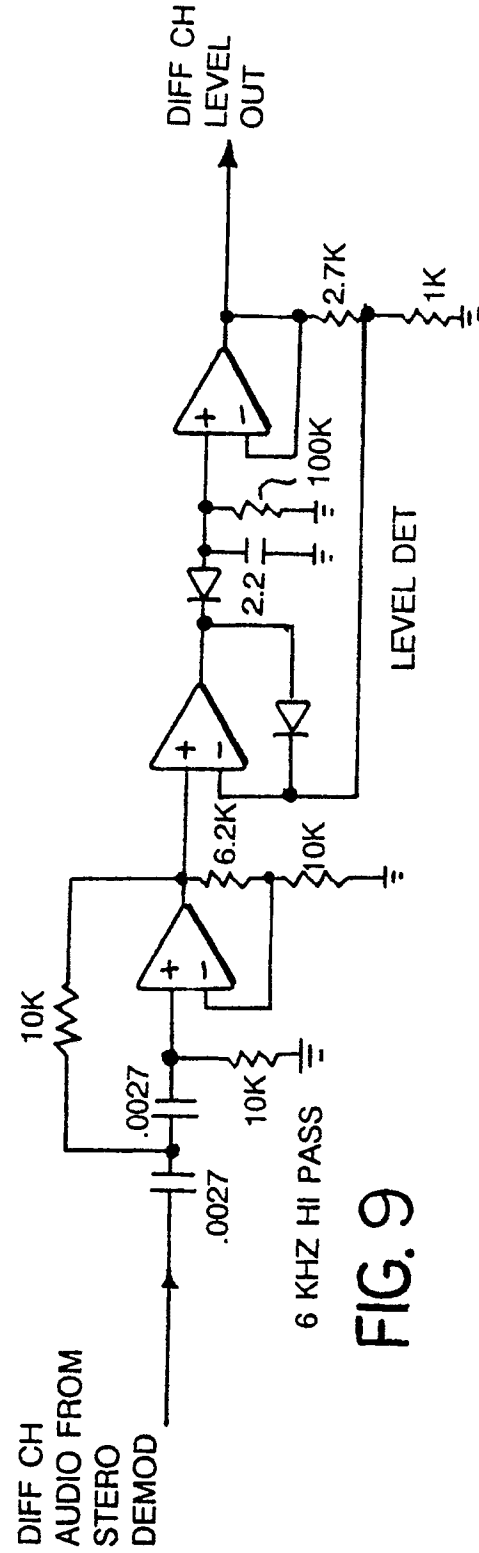 DIFF CH
AUDIO FROM
STERO
DEMOD
.0027
.0027
10K
10K
+
−
6.2K
10K
6 KHZ HI PASS
+
−
2.2
100K
+
−
2.7K
1K
LEVEL DET
DIFF CH
LEVEL
OUT
FIG. 9